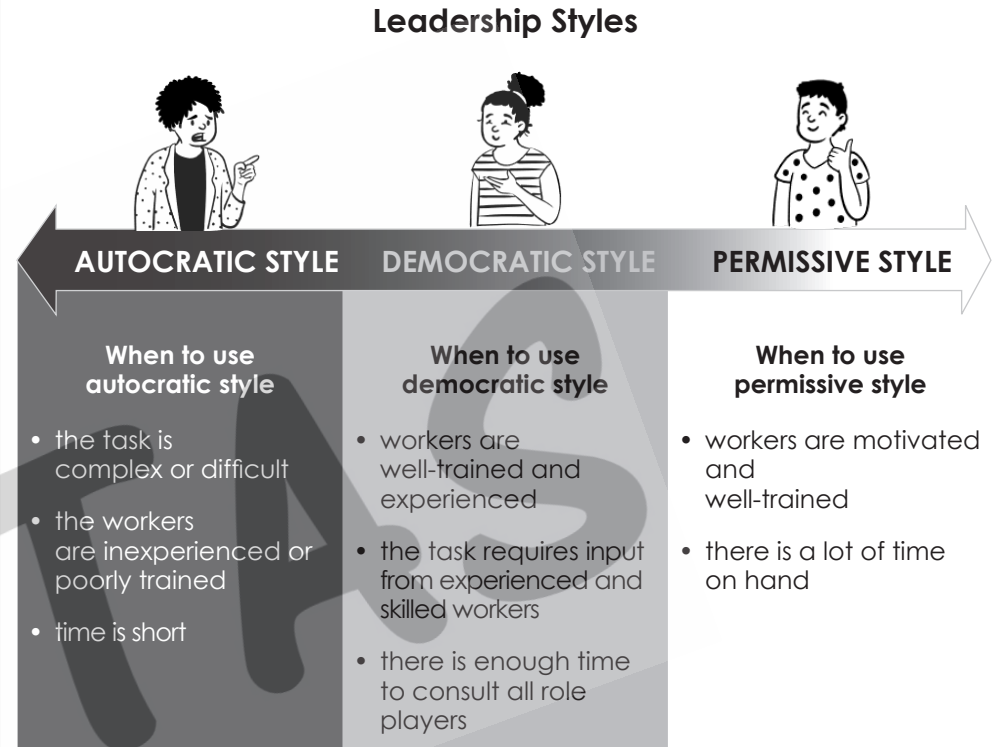 Leadership Styles
AUTOCRATIC STYLE
DEMOCRATIC STYLE
PERMISSIVE STYLE
When to use
autocratic style
• the task is
complex or difficult
• the workers
are inexperienced or
poorly trained
• time is short
When to use
democratic style
• workers are
well-trained and
experienced
• the task requires input
from experienced and
skilled workers
• there is enough time
to consult all role
players
When to use
permissive style
• workers are motivated
and
well-trained
• there is a lot of time
on hand
TAS